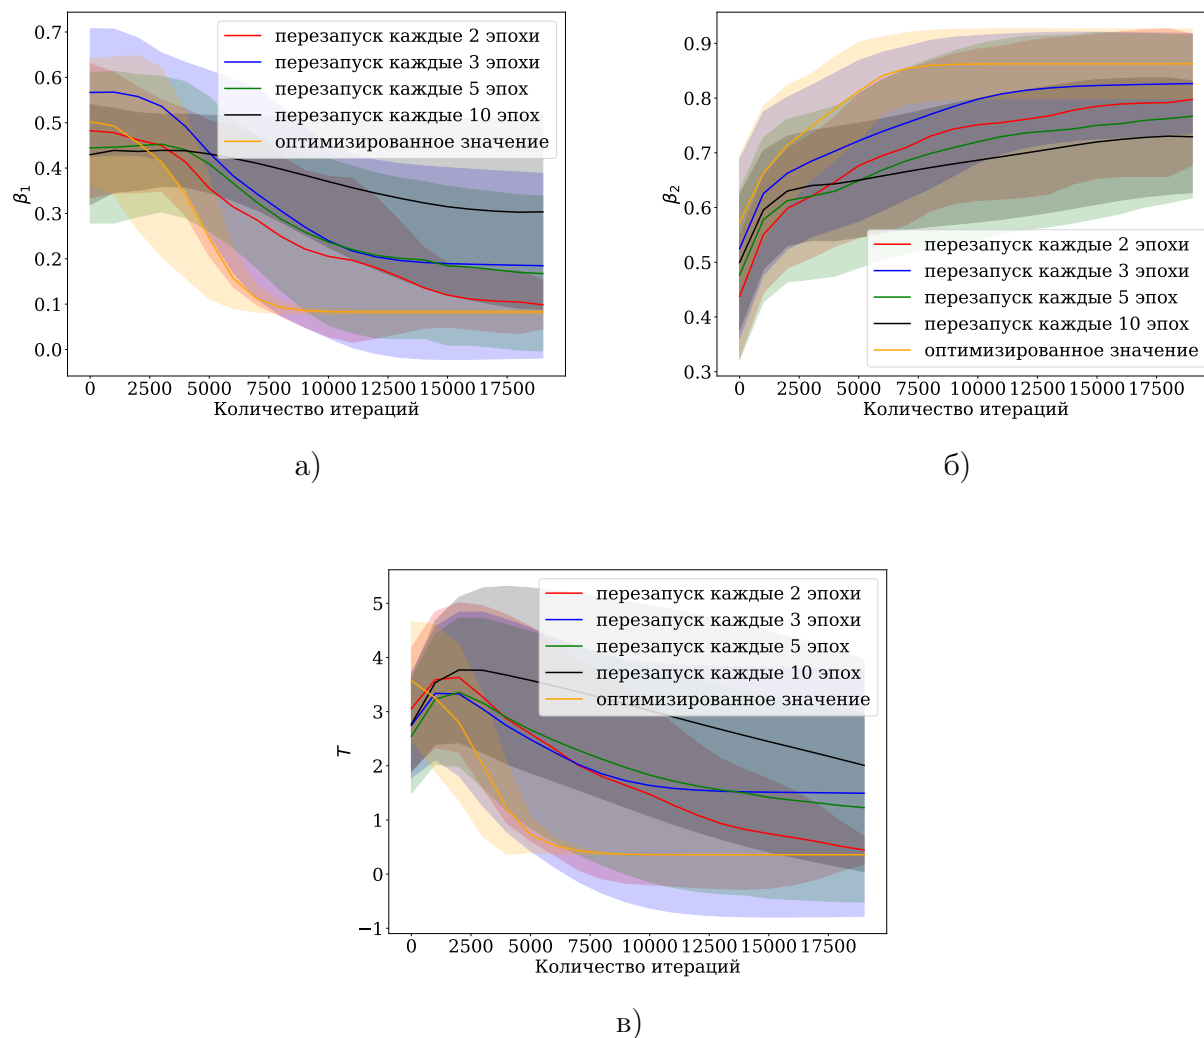 0.7
0.6
0.5
0.4
0.3
0.2
0.1
0.0
β₁
перезапуск каждые 2 эпохи
перезапуск каждые 3 эпохи
перезапуск каждые 5 эпох
перезапуск каждые 10 эпох
оптимизированное значение
0 2500 5000 7500 10000 12500 15000 17500
Количество итераций
а)
0.9
0.8
0.7
0.6
0.5
0.4
0.3
β₂
перезапуск каждые 2 эпохи
перезапуск каждые 3 эпохи
перезапуск каждые 5 эпох
перезапуск каждые 10 эпох
оптимизированное значение
0 2500 5000 7500 10000 12500 15000 17500
Количество итераций
б)
5
4
3
2
1
0
−1
T
перезапуск каждые 2 эпохи
перезапуск каждые 3 эпохи
перезапуск каждые 5 эпох
перезапуск каждые 10 эпох
оптимизированное значение
0 2500 5000 7500 10000 12500 15000 17500
Количество итераций
в)